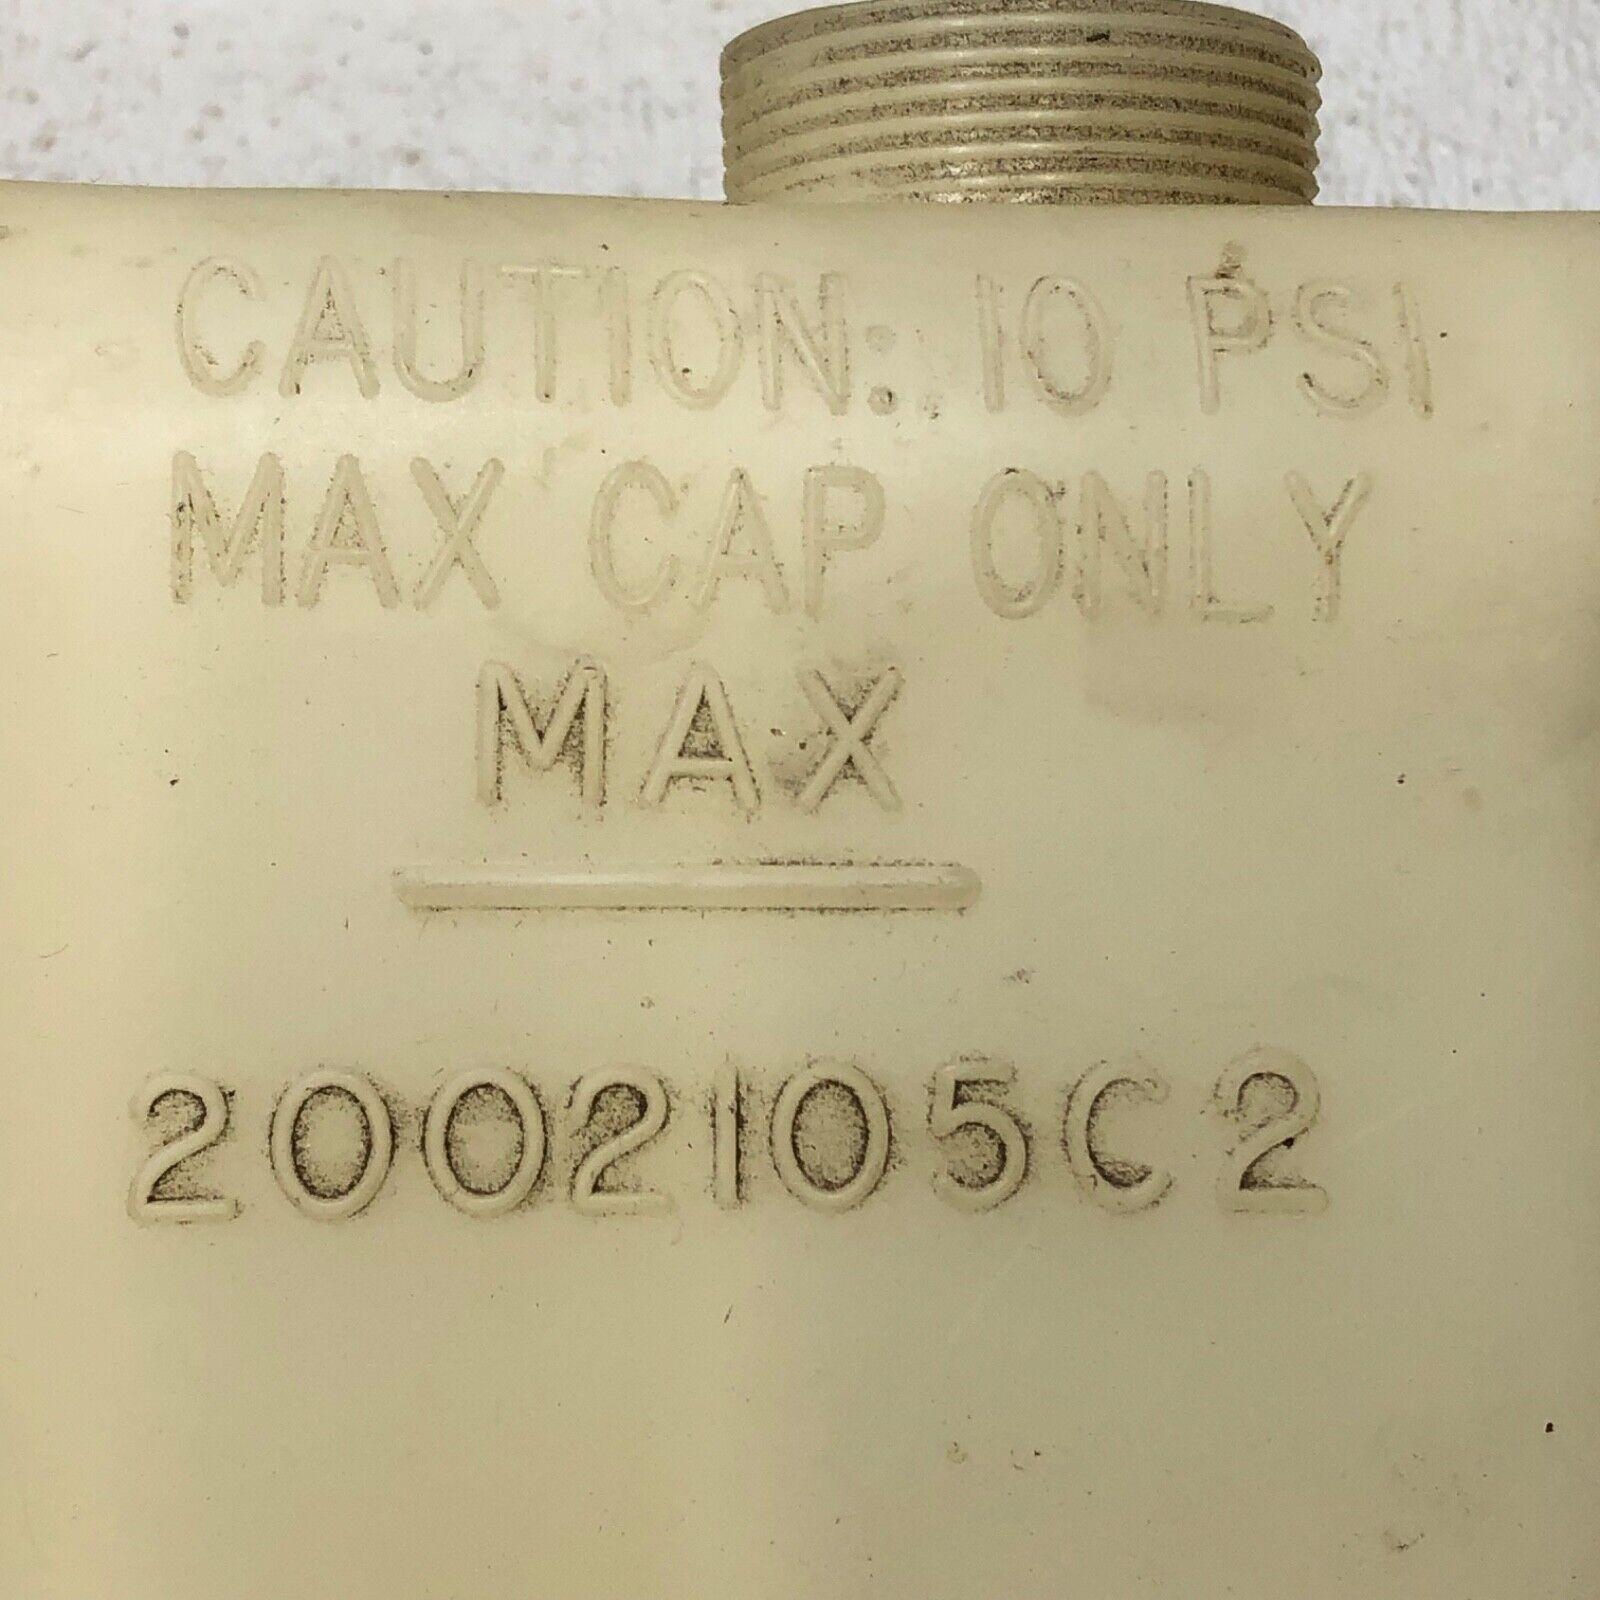 CAUTION: 10 PSI
MAX CAP ONLY
MAX
2002105C2